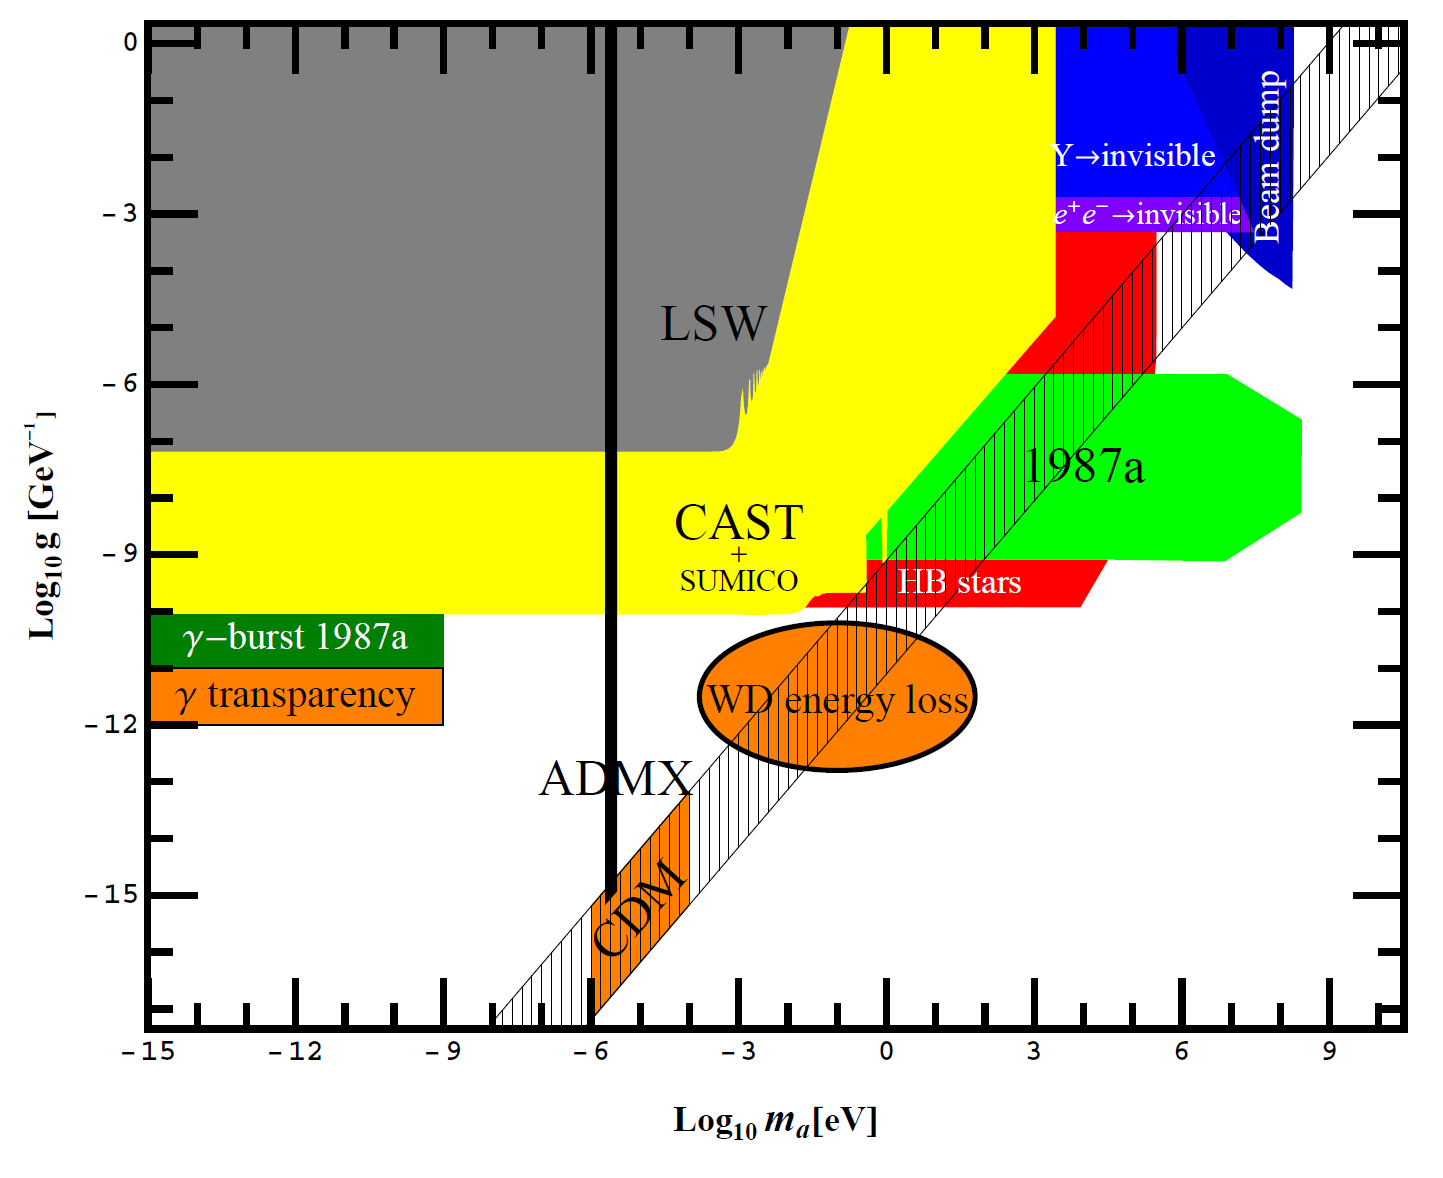 0
-3
-6
-9
-12
-15
Log₁₀ g [GeV⁻¹]
LSW
CAST
+
SUMICO
γ−burst 1987a
γ transparency
ADMX
CDM
WD energy loss
HB stars
1987a
Υ→invisible
e⁺e⁻→invisible
Beam dump
-15 -12 -9 -6 -3 0 3 6 9
Log₁₀ mₐ[eV]